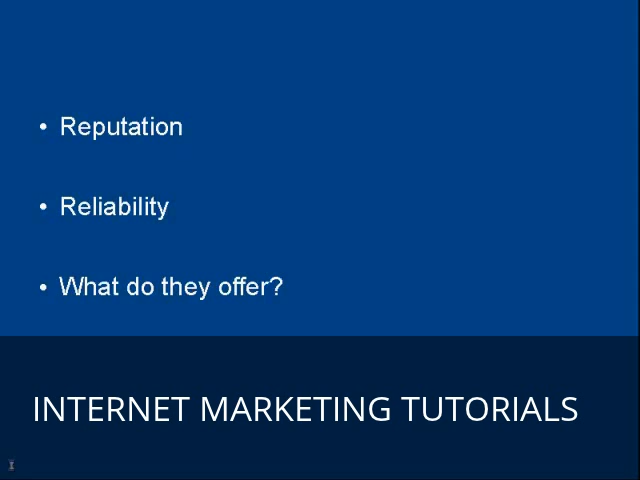 • Reputation
• Reliability
• What do they offer?
INTERNET MARKETING TUTORIALS